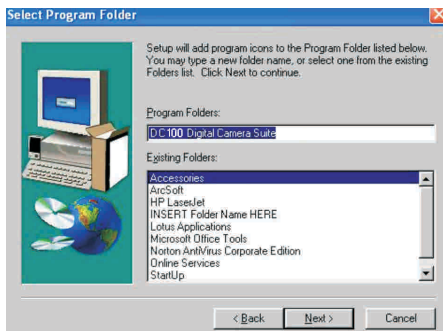 Select Program Folder
Setup will add program icons to the Program Folder listed below.
You may type a new folder name, or select one from the existing
Folders list. Click Next to continue.
Program Folders:
DC100 Digital Camera Suite
Existing Folders:
Accessories
ArcSoft
HP LaserJet
INSERT Folder Name HERE
Lotus Applications
Microsoft Office Tools
Norton AntiVirus Corporate Edition
Online Services
StartUp
< Back
Next >
Cancel